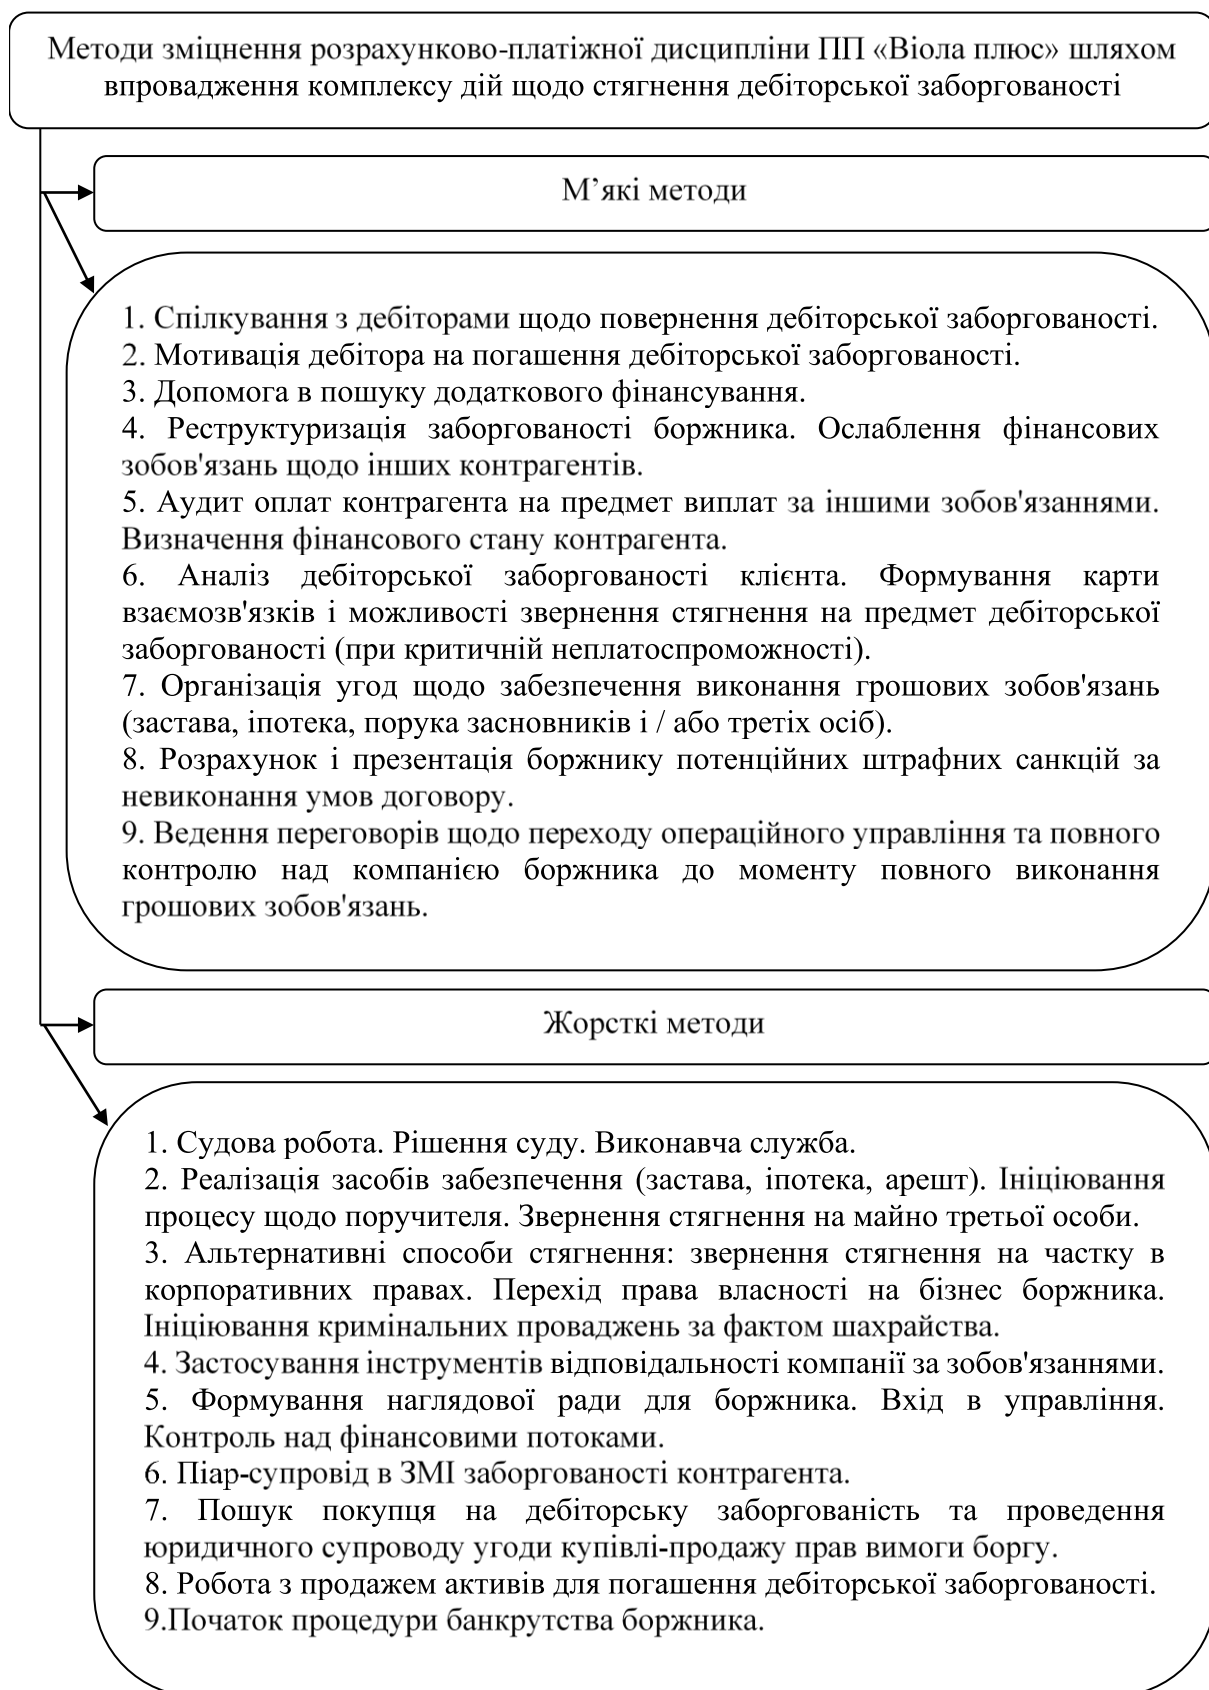 Методи зміцнення розрахунково-платіжної дисципліни ПП «Віола плюс» шляхом
впровадження комплексу дій щодо стягнення дебіторської заборгованості
М’які методи
1. Спілкування з дебіторами щодо повернення дебіторської заборгованості.
2. Мотивація дебітора на погашення дебіторської заборгованості.
3. Допомога в пошуку додаткового фінансування.
4. Реструктуризація заборгованості боржника. Ослаблення фінансових
зобов'язань щодо інших контрагентів.
5. Аудит оплат контрагента на предмет виплат за іншими зобов'язаннями.
Визначення фінансового стану контрагента.
6. Аналіз дебіторської заборгованості клієнта. Формування карти
взаємозв'язків і можливості звернення стягнення на предмет дебіторської
заборгованості (при критичній неплатоспроможності).
7. Організація угод щодо забезпечення виконання грошових зобов'язань
(застава, іпотека, порука засновників і / або третіх осіб).
8. Розрахунок і презентація боржнику потенційних штрафних санкцій за
невиконання умов договору.
9. Ведення переговорів щодо переходу операційного управління та повного
контролю над компанією боржника до моменту повного виконання
грошових зобов'язань.
Жорсткі методи
1. Судова робота. Рішення суду. Виконавча служба.
2. Реалізація засобів забезпечення (застава, іпотека, арешт). Ініціювання
процесу щодо поручителя. Звернення стягнення на майно третьої особи.
3. Альтернативні способи стягнення: звернення стягнення на частку в
корпоративних правах. Перехід права власності на бізнес боржника.
Ініціювання кримінальних проваджень за фактом шахрайства.
4. Застосування інструментів відповідальності компанії за зобов'язаннями.
5. Формування наглядової ради для боржника. Вхід в управління.
Контроль над фінансовими потоками.
6. Піар-супровід в ЗМІ заборгованості контрагента.
7. Пошук покупця на дебіторську заборгованість та проведення
юридичного супроводу угоди купівлі-продажу прав вимоги боргу.
8. Робота з продажем активів для погашення дебіторської заборгованості.
9.Початок процедури банкрутства боржника.